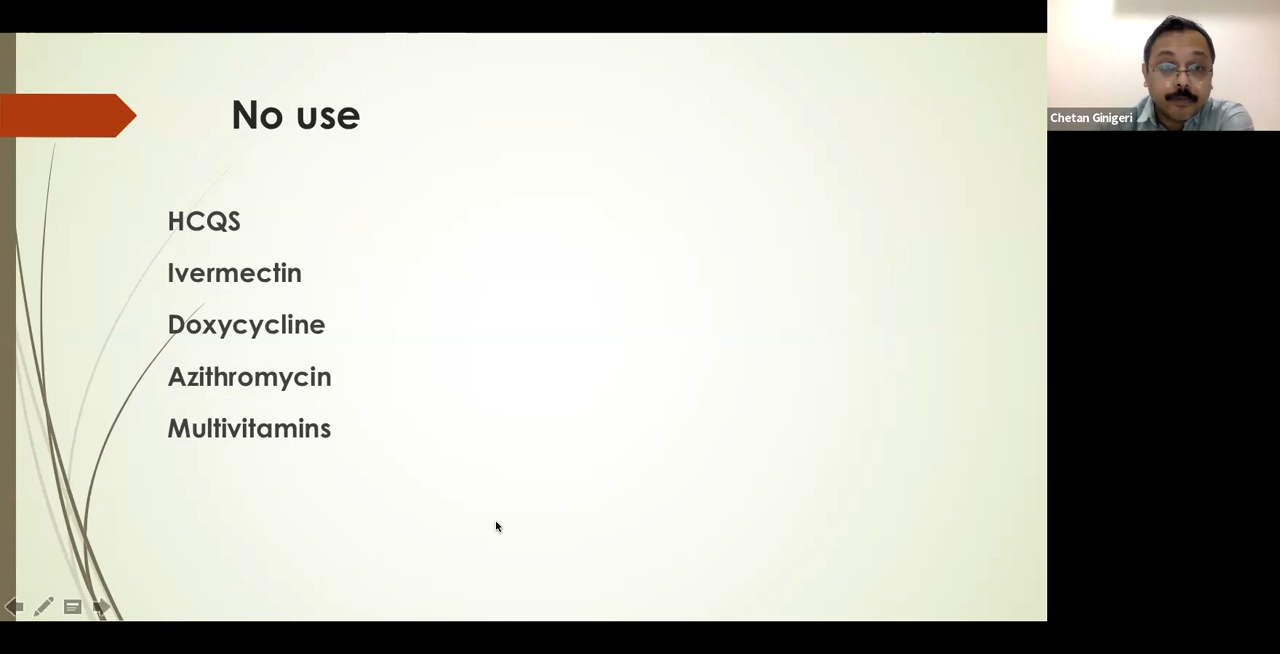 No use
HCQS
Ivermectin
Doxycycline
Azithromycin
Multivitamins
Chetan Ginigeri